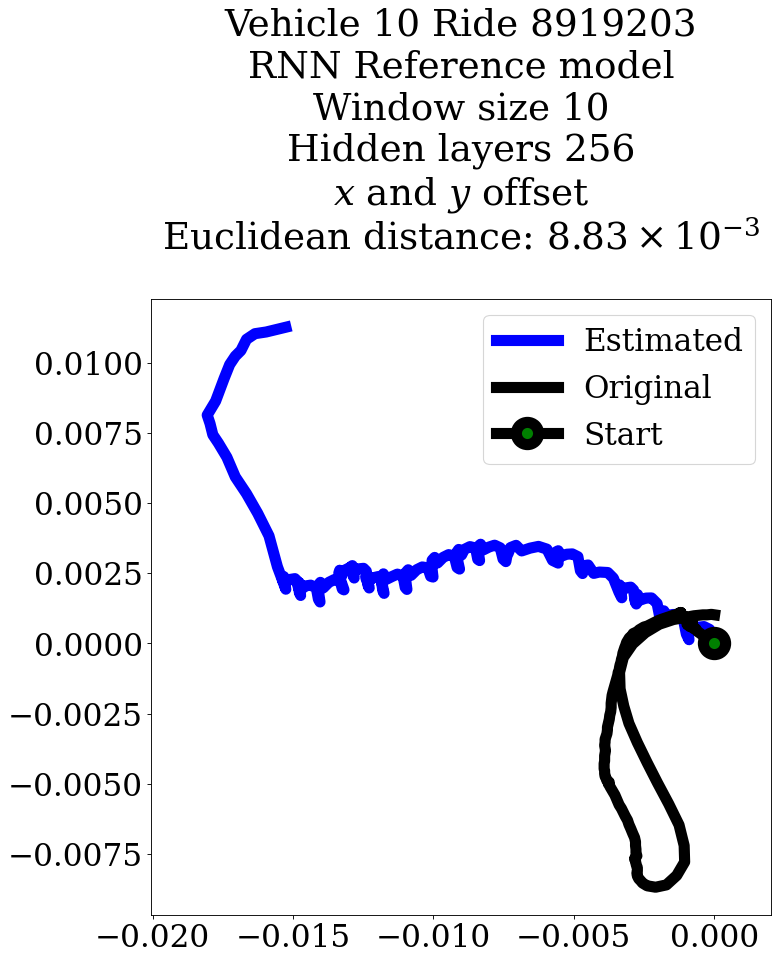 Vehicle 10 Ride 8919203
RNN Reference model
Window size 10
Hidden layers 256
x and y offset
Euclidean distance: 8.83 × 10⁻³
Estimated
Original
Start
0.0100
0.0075
0.0050
0.0025
0.0000
−0.0025
−0.0050
−0.0075
−0.020 −0.015 −0.010 −0.005 0.000